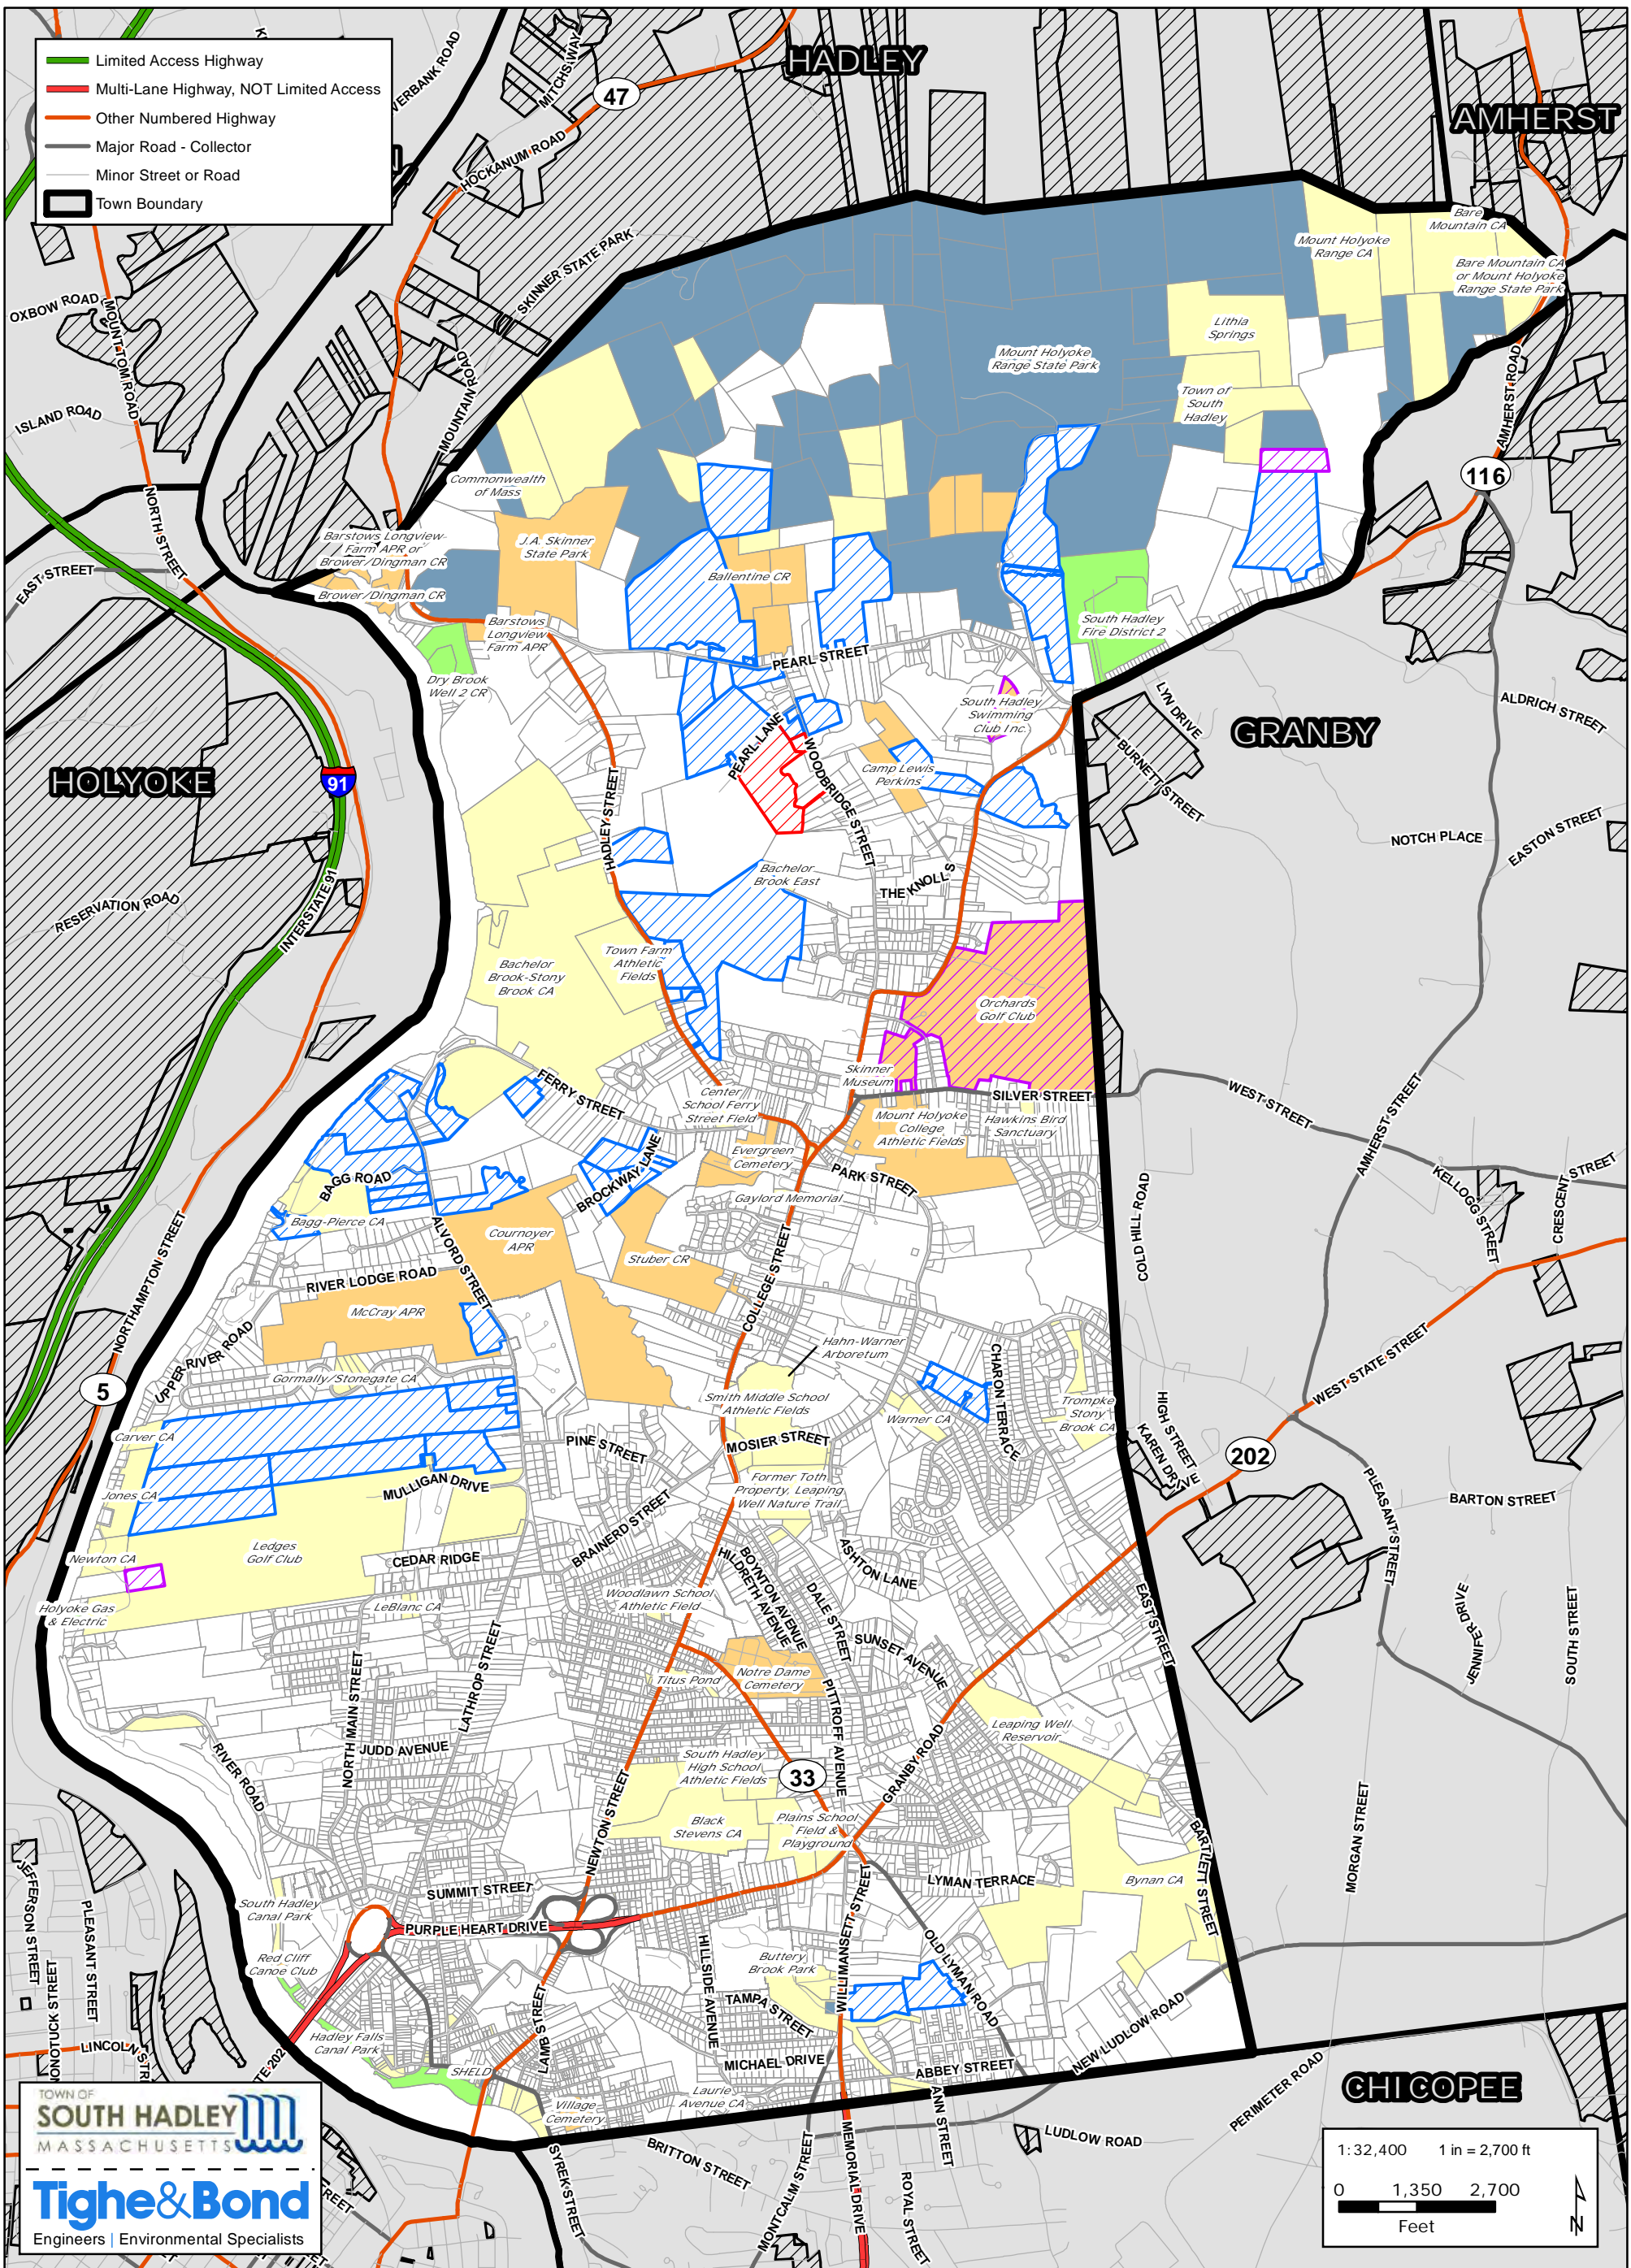 Limited Access Highway
Multi-Lane Highway, NOT Limited Access
Other Numbered Highway
Major Road - Collector
Minor Street or Road
Town Boundary
HADLEY
AMHERST
47
MITCHS WAY
HOCKANUM ROAD
SKINNER STATE PARK
OXBOW ROAD
MOUNT TOM ROAD
ISLAND ROAD
MOUNTAIN ROAD
NORTH STREET
EAST STREET
Bare
Mountain CA
Mount Holyoke
Range CA
Bare Mountain CA
or Mount Holyoke
Range State Park
Lithia
Springs
Mount Holyoke
Range State Park
Town of
South
Hadley
AMHERST ROAD
116
Commonwealth
of Mass
Barstows Longview
Farm APR or
Brower/Dingman CR
Brower/Dingman CR
J.A. Skinner
State Park
Ballentine CR
Barstows
Longview
Farm APR
Dry Brook
Well 2 CR
South Hadley
Fire District 2
PEARL STREET
South Hadley
Swimming
Club Inc.
PEARL LANE
WOODBRIDGE STREET
Camp Lewis
Perkins
LYN DRIVE
BURNETT STREET
GRANBY
ALDRICH STREET
NOTCH PLACE
EASTON STREET
HOLYOKE
91
HADLEY STREET
RESERVATION ROAD
INTERSTATE 91
Bachelor
Brook East
THE KNOLLS
Town Farm
Athletic
Fields
Bachelor
Brook-Stony
Brook CA
Orchards
Golf Club
Skinner
Museum
SILVER STREET
FERRY STREET
Center
School Ferry
Street Field
Mount Holyoke
College
Athletic Fields
Hawkins Bird
Sanctuary
Evergreen
Cemetery
PARK STREET
WEST STREET
AMHERST STREET
KELLOGG STREET
CRESCENT STREET
COLD HILL ROAD
BAGG ROAD
BROCKWAY LANE
Bagg-Pierce CA
ALVORD STREET
Gaylord Memorial
Cournoyer
APR
Stuber CR
COLLEGE STREET
RIVER LODGE ROAD
McCray APR
NORTHAMPTON STREET
UPPER RIVER ROAD
5
Gormally/Stonegate CA
Hahn-Warner
Arboretum
Smith Middle School
Athletic Fields
Warner CA
CHARON TERRACE
Trompke
Stony
Brook CA
WEST STATE STREET
HIGH STREET
KAREN DRIVE
202
Carver CA
PINE STREET
MOSIER STREET
Jones CA
MULLIGAN DRIVE
Former Toth
Property, Leaping
Well Nature Trail
PLEASANT STREET
BARTON STREET
BRAINERD STREET
Ledges
Golf Club
CEDAR RIDGE
Newton CA
HILDRETH AVENUE
BOYNTON AVENUE
ASHTON LANE
DALE STREET
EAST STREET
Holyoke Gas
& Electric
LeBlanc CA
Woodlawn School
Athletic Field
SUNSET AVENUE
JENNIFER DRIVE
SOUTH STREET
LATHROP STREET
NORTH MAIN STREET
Titus Pond
Notre Dame
Cemetery
PITTROFF AVENUE
Leaping Well
Reservoir
RIVER ROAD
JUDD AVENUE
South Hadley
High School
Athletic Fields
33
GRANBY ROAD
NEWTON STREET
Black
Stevens CA
Plains School
Field &
Playground
BARTLETT STREET
MORGAN STREET
JEFFERSON STREET
PLEASANT STREET
SUMMIT STREET
LYMAN TERRACE
Bynan CA
South Hadley
Canal Park
PURPLE HEART DRIVE
Red Cliff
Canoe Club
HILLSIDE AVENUE
Buttery
Brook Park
WILLIMANSETT STREET
OLD LYMAN ROAD
TAMPA STREET
LAMB STREET
Hadley Falls
Canal Park
SHELD
MICHAEL DRIVE
ABBEY STREET
NEW LUDLOW ROAD
Laurie
Avenue CA
Village
Cemetery
ANN STREET
PERIMETER ROAD
CHICOPEE
LUDLOW ROAD
BRITTON STREET
SYREK STREET
MONTCALM STREET
MEMORIAL DRIVE
ROYAL STREET
TOWN OF
SOUTH HADLEY
MASSACHUSETTS
Tighe&Bond
Engineers | Environmental Specialists
1:32,400 1 in = 2,700 ft
0 1,350 2,700
Feet
N